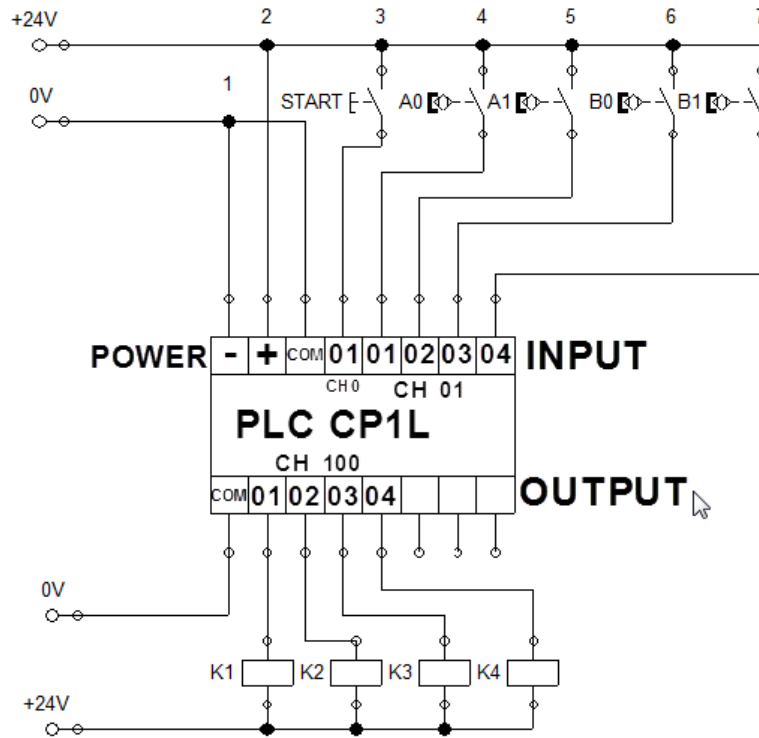 2 3 4 5 6 7
+24V
1
0V
START A0 A1 B0 B1
POWER - + COM 01 01 02 03 04 INPUT
CH 0 CH 01
PLC CP1L
CH 100
COM 01 02 03 04 OUTPUT
0V
K1 K2 K3 K4
+24V